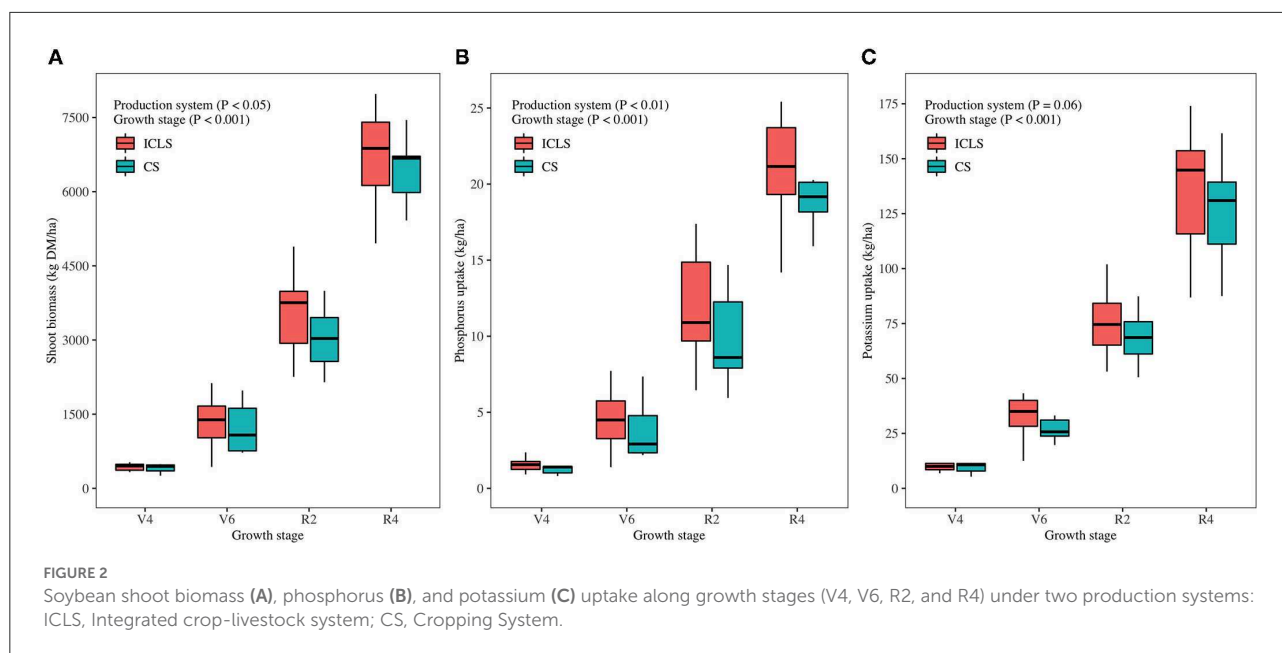 A
Production system (P < 0.05)
Growth stage (P < 0.001)
ICLS
CS
Shoot biomass (kg DM/ha)
7500
6000
4500
3000
1500
0
V4 V6 R2 R4
Growth stage
B
Production system (P < 0.01)
Growth stage (P < 0.001)
ICLS
CS
Phosphorus uptake (kg/ha)
25
20
15
10
5
0
V4 V6 R2 R4
Growth stage
C
Production system (P = 0.06)
Growth stage (P < 0.001)
ICLS
CS
Potassium uptake (kg/ha)
175
150
125
100
75
50
25
0
V4 V6 R2 R4
Growth stage
FIGURE 2
Soybean shoot biomass (A), phosphorus (B), and potassium (C) uptake along growth stages (V4, V6, R2, and R4) under two production systems:
ICLS, Integrated crop-livestock system; CS, Cropping System.